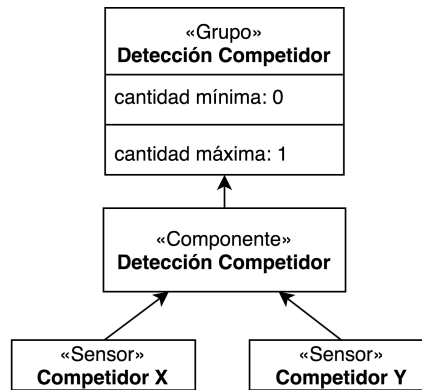 «Grupo»
Detección Competidor
cantidad mínima: 0
cantidad máxima: 1
«Componente»
Detección Competidor
«Sensor»
Competidor X
«Sensor»
Competidor Y